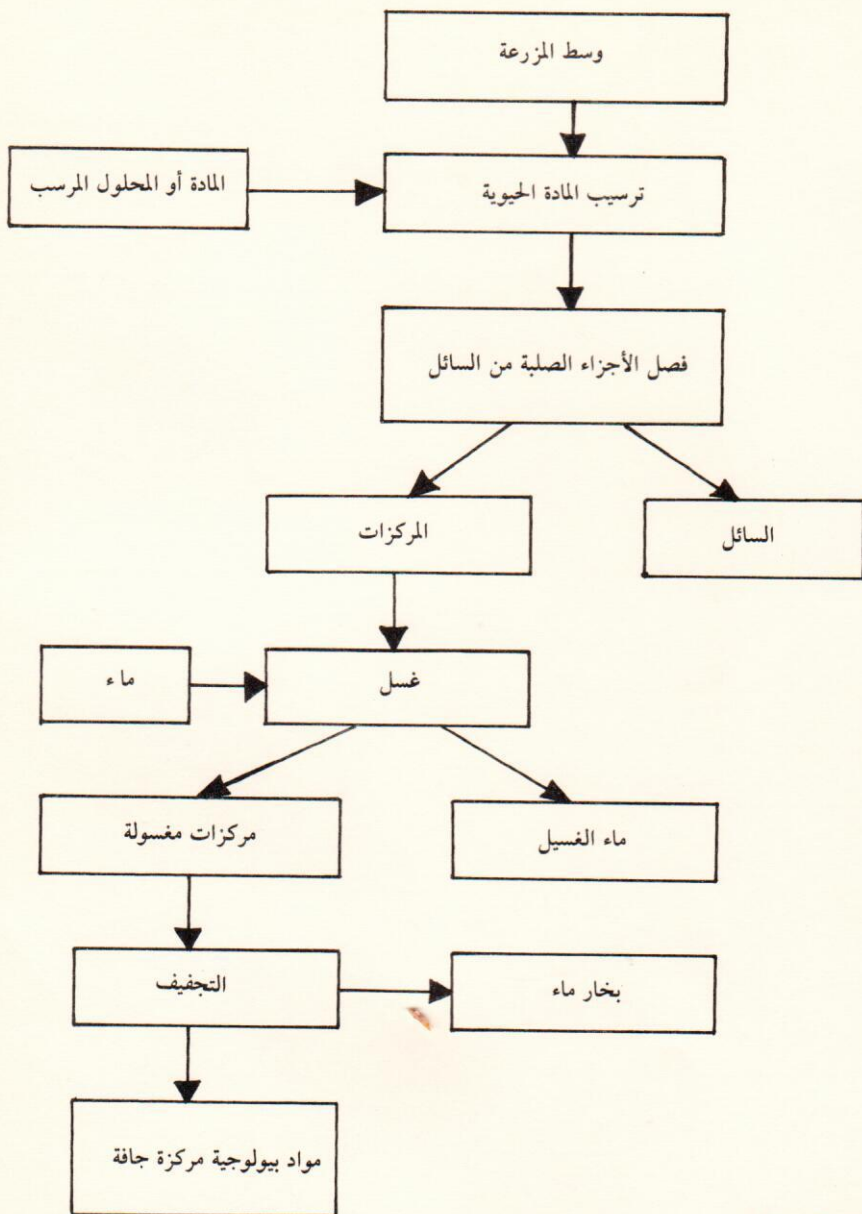 وسط المزرعة
المادة أو المحلول المرسب
ترسيب المادة الحيوية
فصل الأجزاء الصلبة من السائل
المركزات
السائل
ماء
غسل
مركزات مغسولة
ماء الغسيل
التجفيف
بخار ماء
مواد بيولوجية مركزة جافة